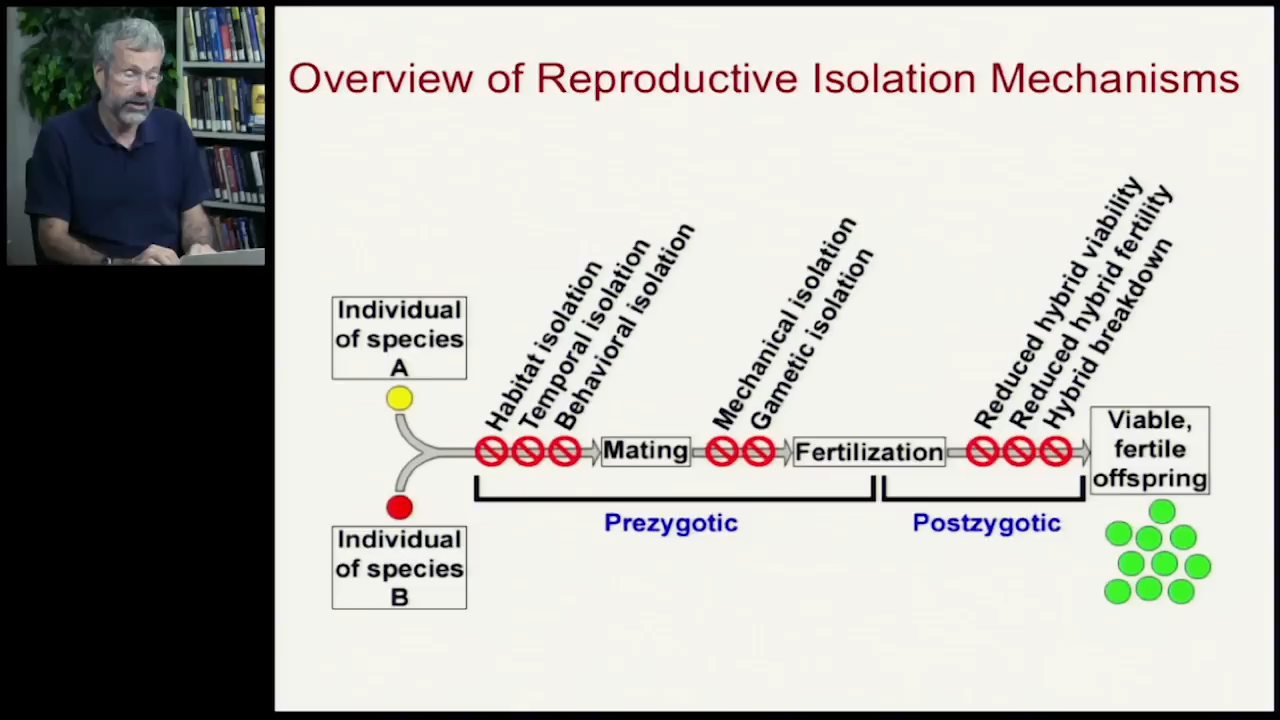 Overview of Reproductive Isolation Mechanisms
Individual
of species
A
Habitat isolation
Temporal isolation
Behavioral isolation
Mating
Mechanical isolation
Gametic isolation
Fertilization
Reduced hybrid viability
Reduced hybrid fertility
Hybrid breakdown
Viable,
fertile
offspring
Prezygotic
Postzygotic
Individual
of species
B